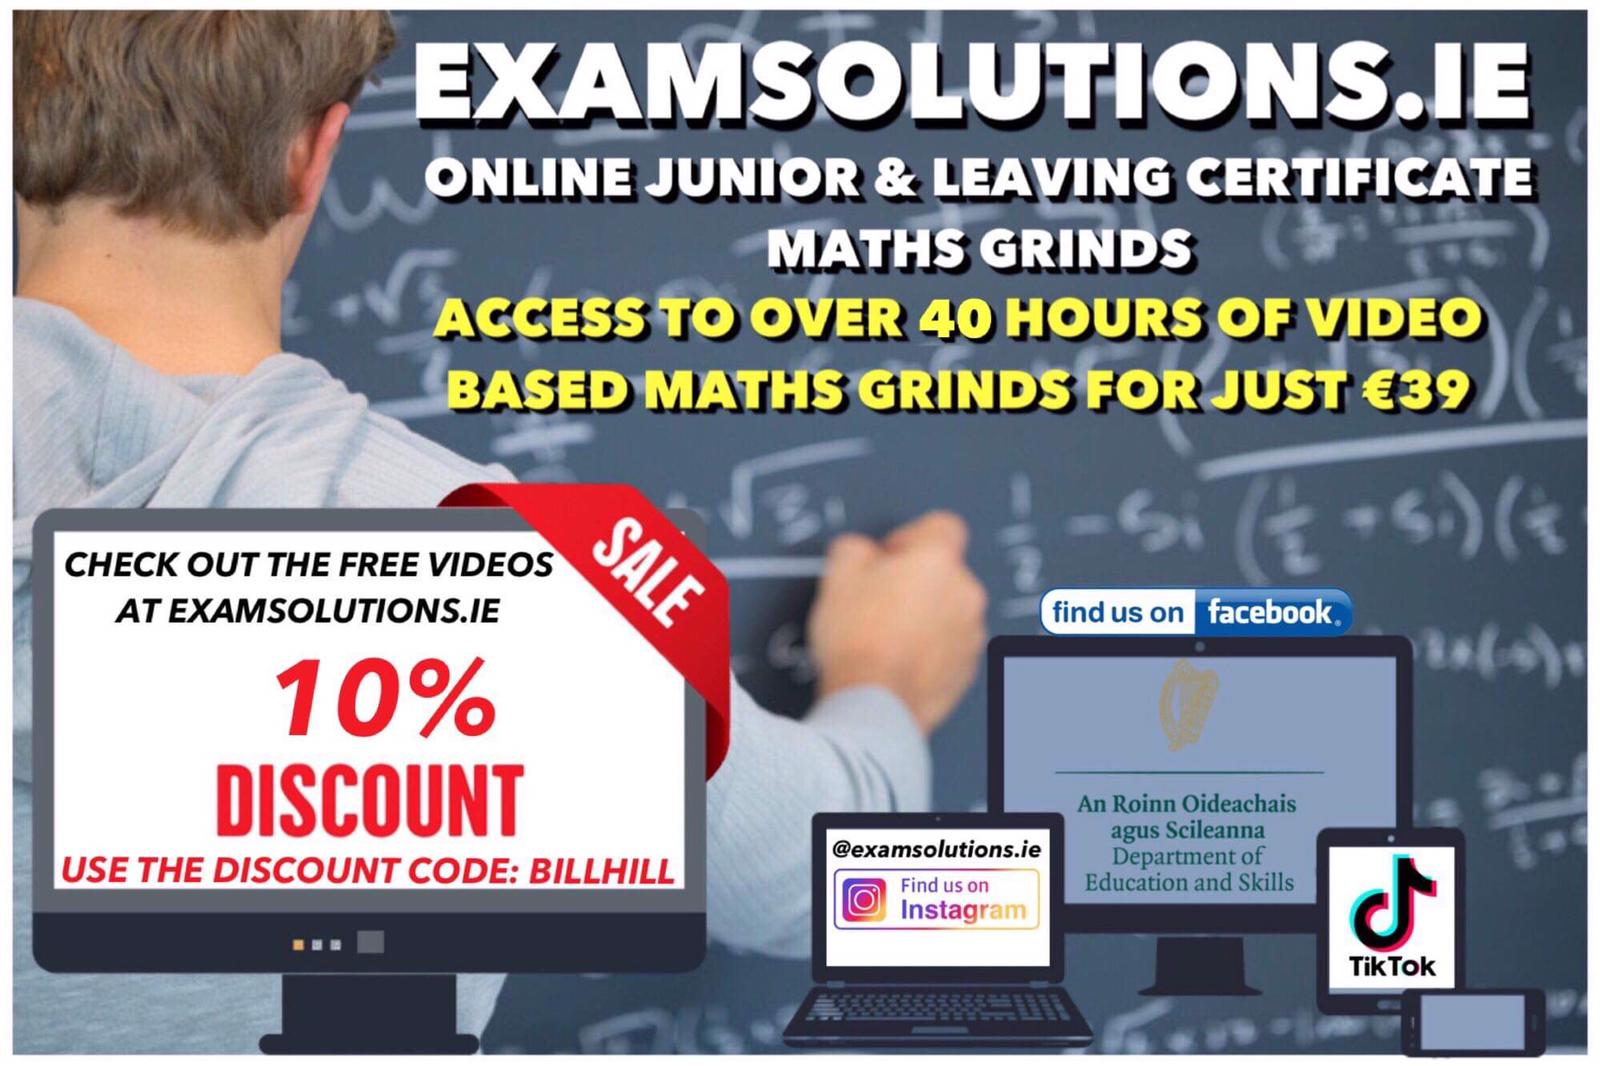 EXAMSOLUTIONS.IE
ONLINE JUNIOR & LEAVING CERTIFICATE
MATHS GRINDS
ACCESS TO OVER 40 HOURS OF VIDEO
BASED MATHS GRINDS FOR JUST €39
SALE
CHECK OUT THE FREE VIDEOS
AT EXAMSOLUTIONS.IE
10%
DISCOUNT
USE THE DISCOUNT CODE: BILLHILL
find us on facebook®
An Roinn Oideachais
agus Scileanna
Department of
Education and Skills
@examsolutions.ie
Find us on
Instagram
TikTok